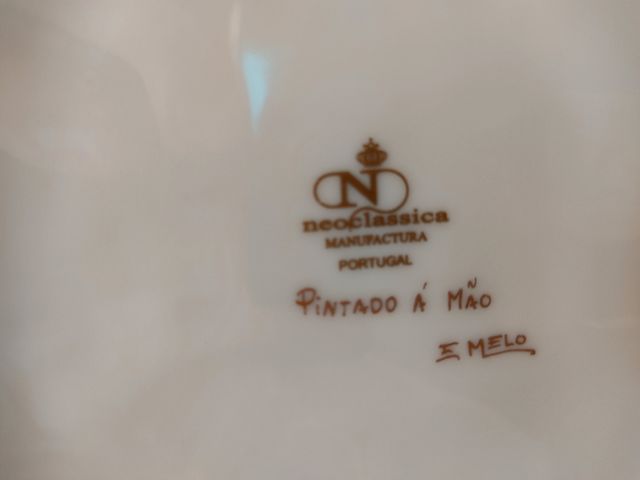 N
neoclassica
MANUFACTURA
PORTUGAL
PINTADO Á MÃO
E MELO